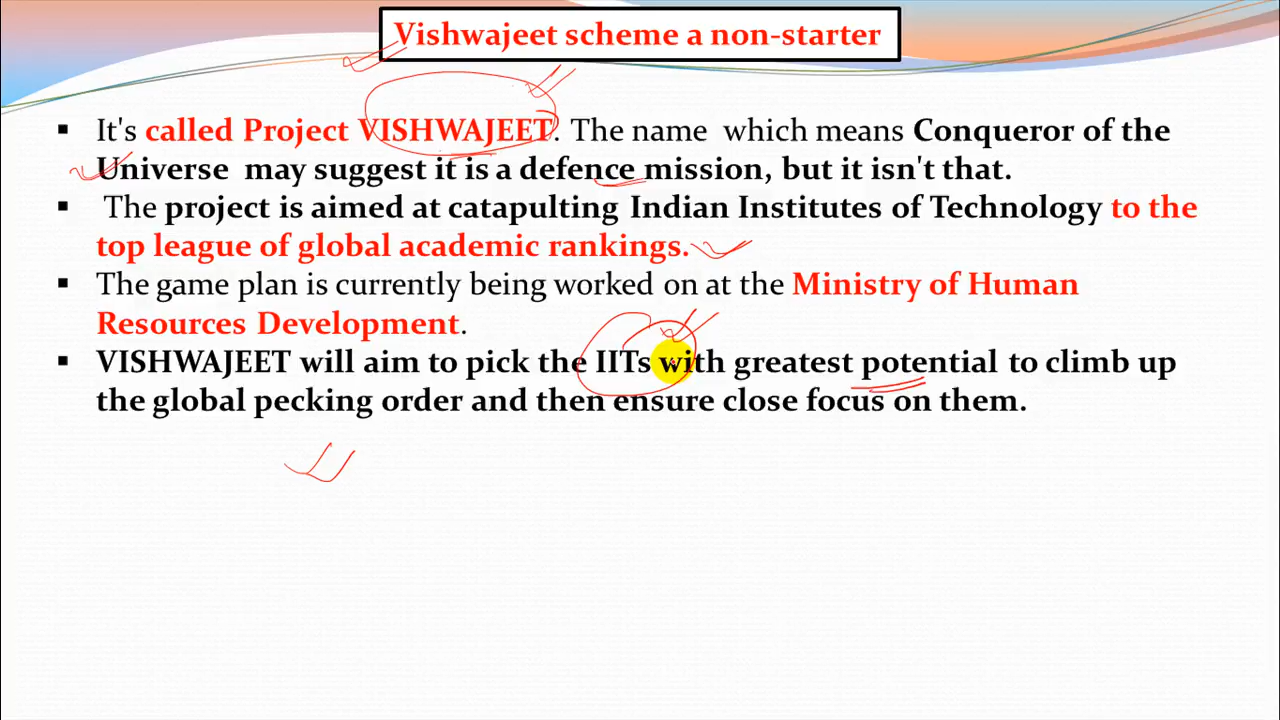 Vishwajeet scheme a non-starter
▪ It's called Project VISHWAJEET. The name which means Conqueror of the
Universe may suggest it is a defence mission, but it isn't that.
▪ The project is aimed at catapulting Indian Institutes of Technology to the
top league of global academic rankings.
▪ The game plan is currently being worked on at the Ministry of Human
Resources Development.
▪ VISHWAJEET will aim to pick the IITs with greatest potential to climb up
the global pecking order and then ensure close focus on them.